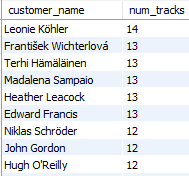 customer_name num_tracks
Leonie Köhler 14
František Wichterlová 13
Terhi Hämäläinen 13
Madalena Sampaio 13
Heather Leacock 13
Edward Francis 13
Niklas Schröder 12
John Gordon 12
Hugh O'Reilly 12